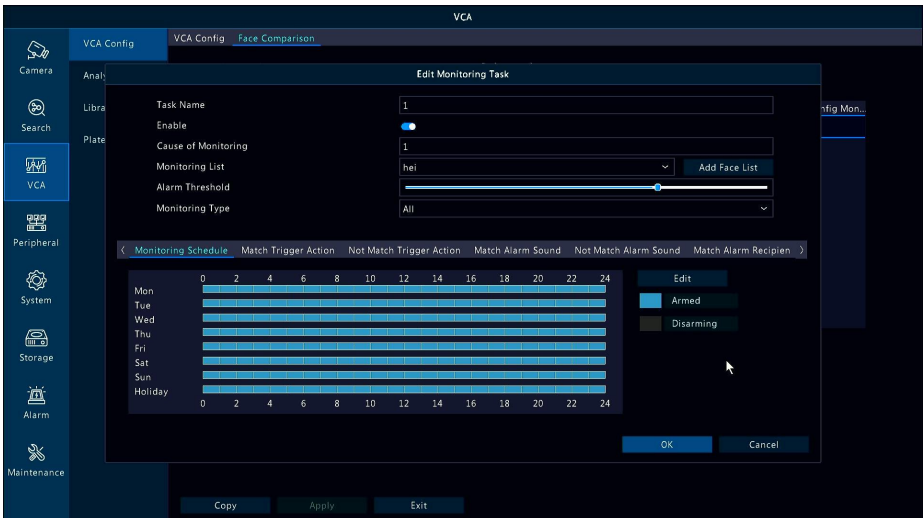 VCA
Camera
Search
VCA
Peripheral
System
Storage
Alarm
Maintenance
VCA Config
Analy
Libra
Plate
VCA Config Face Comparison
Edit Monitoring Task
Task Name 1
Enable
Cause of Monitoring 1
Monitoring List hei Add Face List
Alarm Threshold
Monitoring Type All
Monitoring Schedule Match Trigger Action Not Match Trigger Action Match Alarm Sound Not Match Alarm Sound Match Alarm Recipien
0 2 4 6 8 10 12 14 16 18 20 22 24
Mon
Tue
Wed
Thu
Fri
Sat
Sun
Holiday
0 2 4 6 8 10 12 14 16 18 20 22 24
Edit
Armed
Disarming
OK Cancel
nfig Mon...
Copy Apply Exit